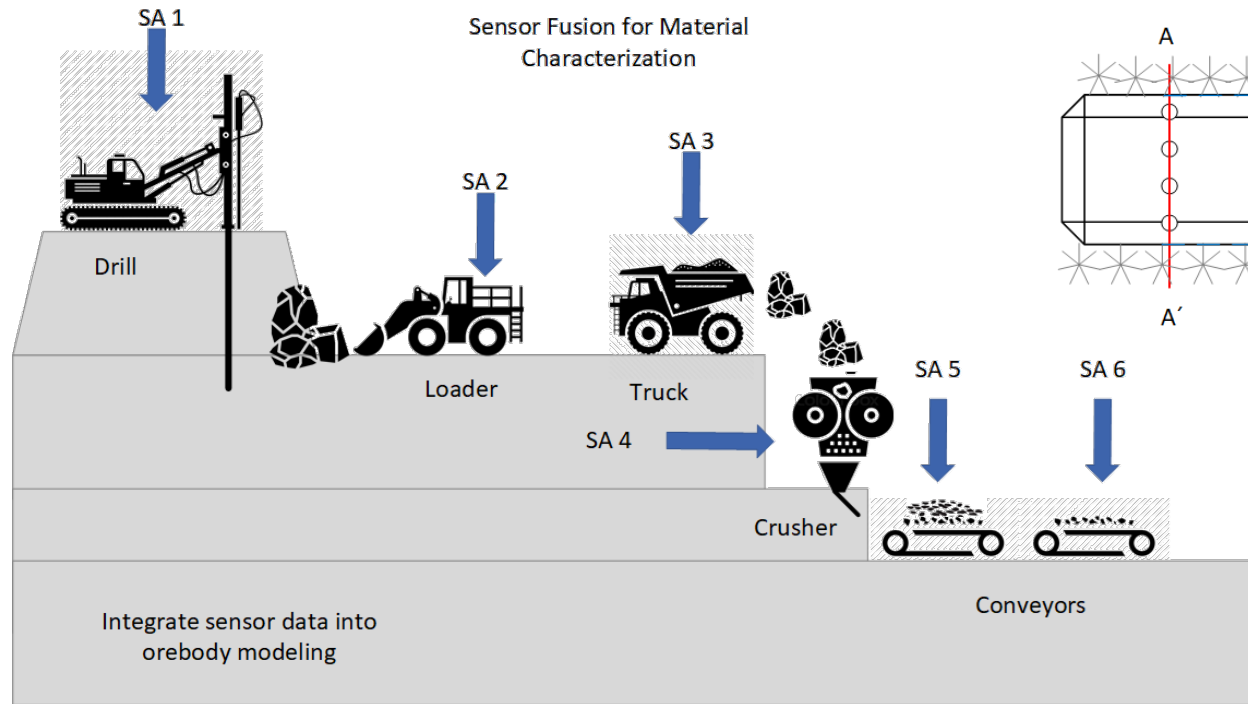 SA 1
Sensor Fusion for Material
Characterization
A
SA 2
SA 3
Drill
A´
Loader
Truck
SA 5
SA 6
SA 4
Crusher
Conveyors
Integrate sensor data into
orebody modeling